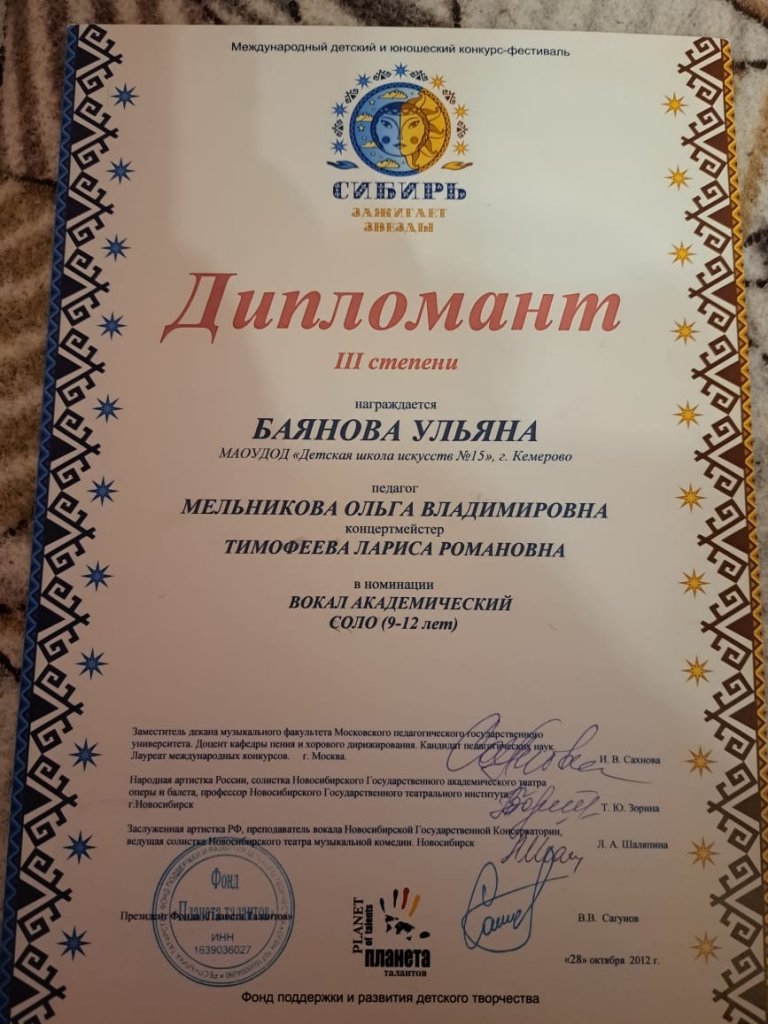 Международный детский и юношеский конкурс-фестиваль
СИБИРЬ
ЗАЖИГАЕТ
ЗВЕЗДЫ
Дипломант
III степени
награждается
БАЯНОВА УЛЬЯНА
МАОУДОД «Детская школа искусств №15», г. Кемерово
педагог
МЕЛЬНИКОВА ОЛЬГА ВЛАДИМИРОВНА
концертмейстер
ТИМОФЕЕВА ЛАРИСА РОМАНОВНА
в номинации
ВОКАЛ АКАДЕМИЧЕСКИЙ
СОЛО (9-12 лет)
Заместитель декана музыкального факультета Московского педагогического государственного
университета. Доцент кафедры пения и хорового дирижирования. Кандидат педагогических наук
Лауреат международных конкурсов. г. Москва.
И. В. Сахнова
Народная артистка России, солистка Новосибирского Государственного академического театра
оперы и балета, профессор Новосибирского Государственного театрального института
г.Новосибирск
Т. Ю. Зорина
Заслуженная артистка РФ, преподаватель вокала Новосибирской Государственной Консерватории,
ведущая солистка Новосибирского театра музыкальной комедии. Новосибирск
Л. А. Шаляпина
Фонд
Планета талантов
ИНН
1639036027
Президент Фонда «Планета Талантов»
PLANET
of talents
планета
талантов
В.В. Сагунов
«28» октября 2012 г.
Фонд поддержки и развития детского творчества